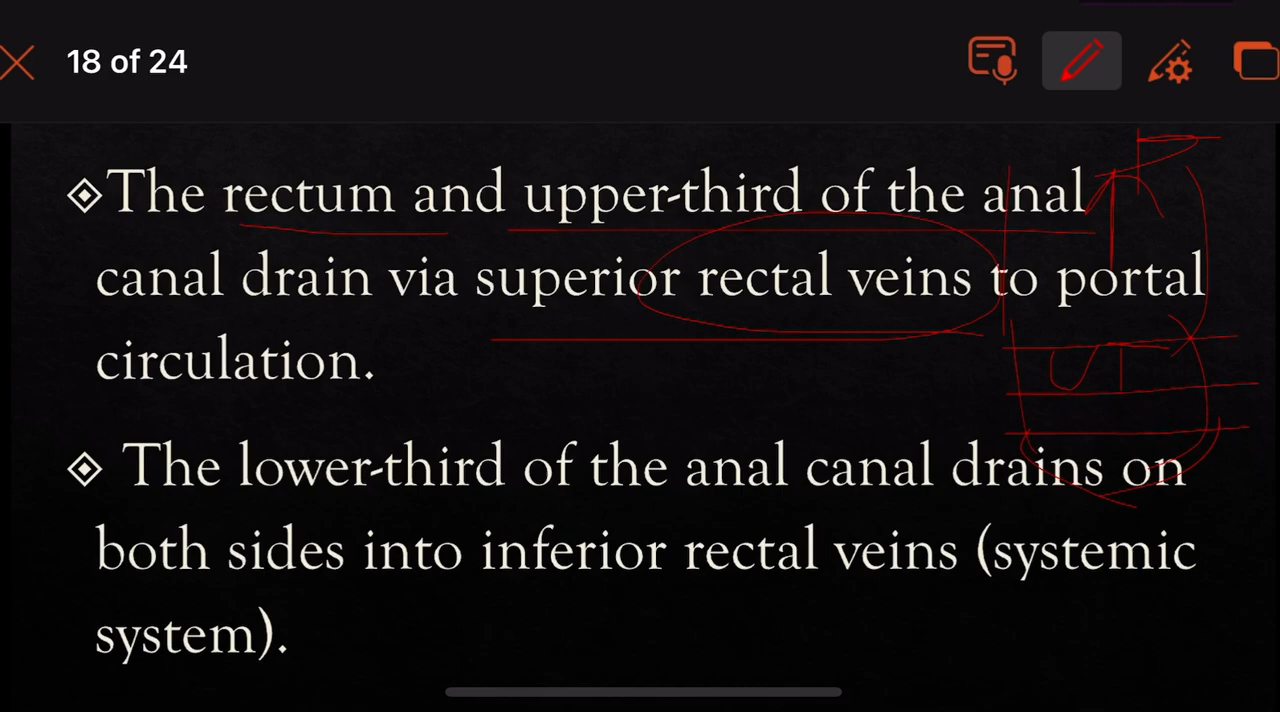 18 of 24
The rectum and upper-third of the anal
canal drain via superior rectal veins to portal
circulation.
The lower-third of the anal canal drains on
both sides into inferior rectal veins (systemic
system).